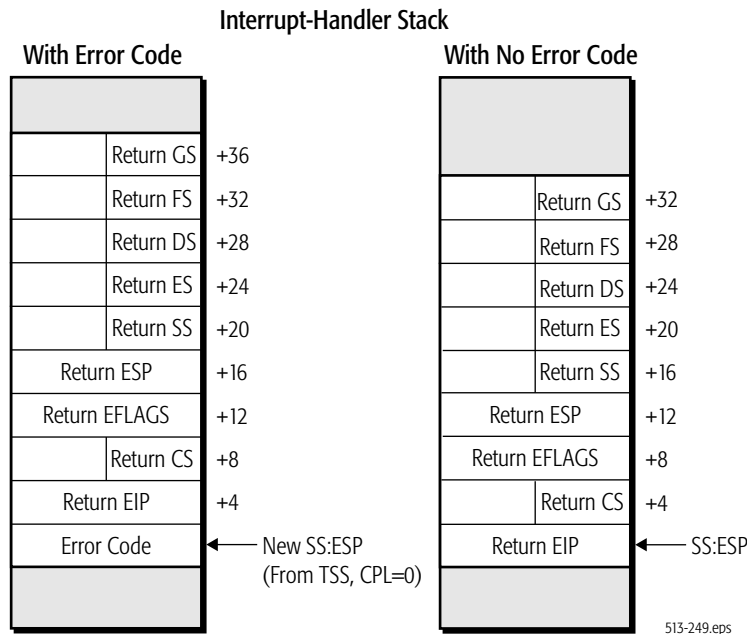 Interrupt-Handler Stack
With Error Code
Return GS +36
Return FS +32
Return DS +28
Return ES +24
Return SS +20
Return ESP +16
Return EFLAGS +12
Return CS +8
Return EIP +4
Error Code
New SS:ESP
(From TSS, CPL=0)
With No Error Code
Return GS +32
Return FS +28
Return DS +24
Return ES +20
Return SS +16
Return ESP +12
Return EFLAGS +8
Return CS +4
Return EIP
SS:ESP
513-249.eps